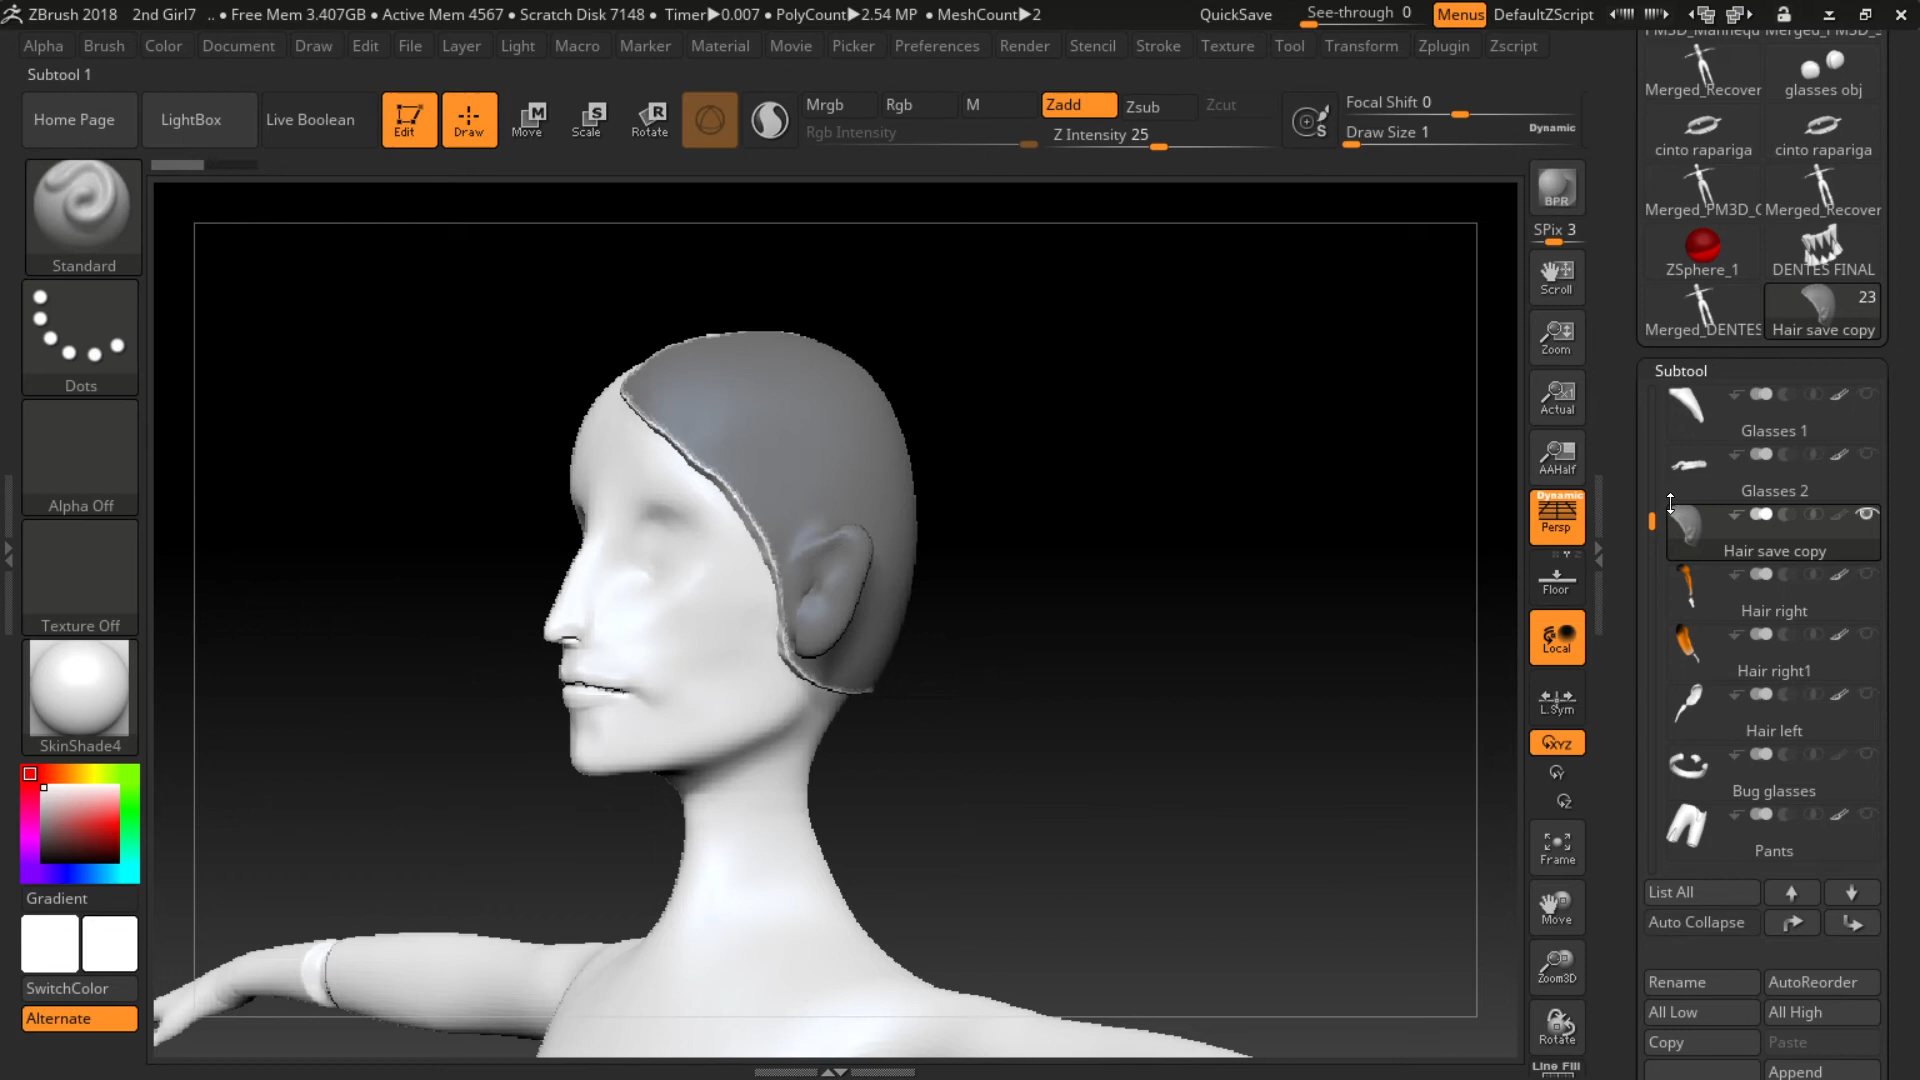 ZBrush 2018 2nd Girl7 .. • Free Mem 3.407GB • Active Mem 4567 • Scratch Disk 7148 • Timer▶0.007 • PolyCount▶2.54 MP • MeshCount▶2 QuickSave See-through 0 Menus DefaultZScript
Alpha Brush Color Document Draw Edit File Layer Light Macro Marker Material Movie Picker Preferences Render Stencil Stroke Texture Tool Transform Zplugin Zscript
Subtool 1
Home Page LightBox Live Boolean Edit Draw Move Scale Rotate
Mrgb Rgb M Zadd Zsub Zcut
Rgb Intensity Z Intensity 25
Focal Shift 0
Draw Size 1 Dynamic
S
Standard
Dots
Alpha Off
Texture Off
SkinShade4
Gradient
SwitchColor
Alternate
BPR
SPix 3
Scroll
Zoom
Actual
AAHalf
Dynamic
Persp
Floor
Local
L.Sym
XYZ
Y
Z
Frame
Move
Zoom3D
Rotate
Line Fill
Merged_Recover glasses obj
cinto rapariga cinto rapariga
Merged_PM3D_C Merged_Recover
ZSphere_1 DENTES FINAL
23
Merged_DENTES Hair save copy
Subtool
Glasses 1
Glasses 2
Hair save copy
Hair right
Hair right1
Hair left
Bug glasses
Pants
List All
Auto Collapse
Rename AutoReorder
All Low All High
Copy Paste
Append